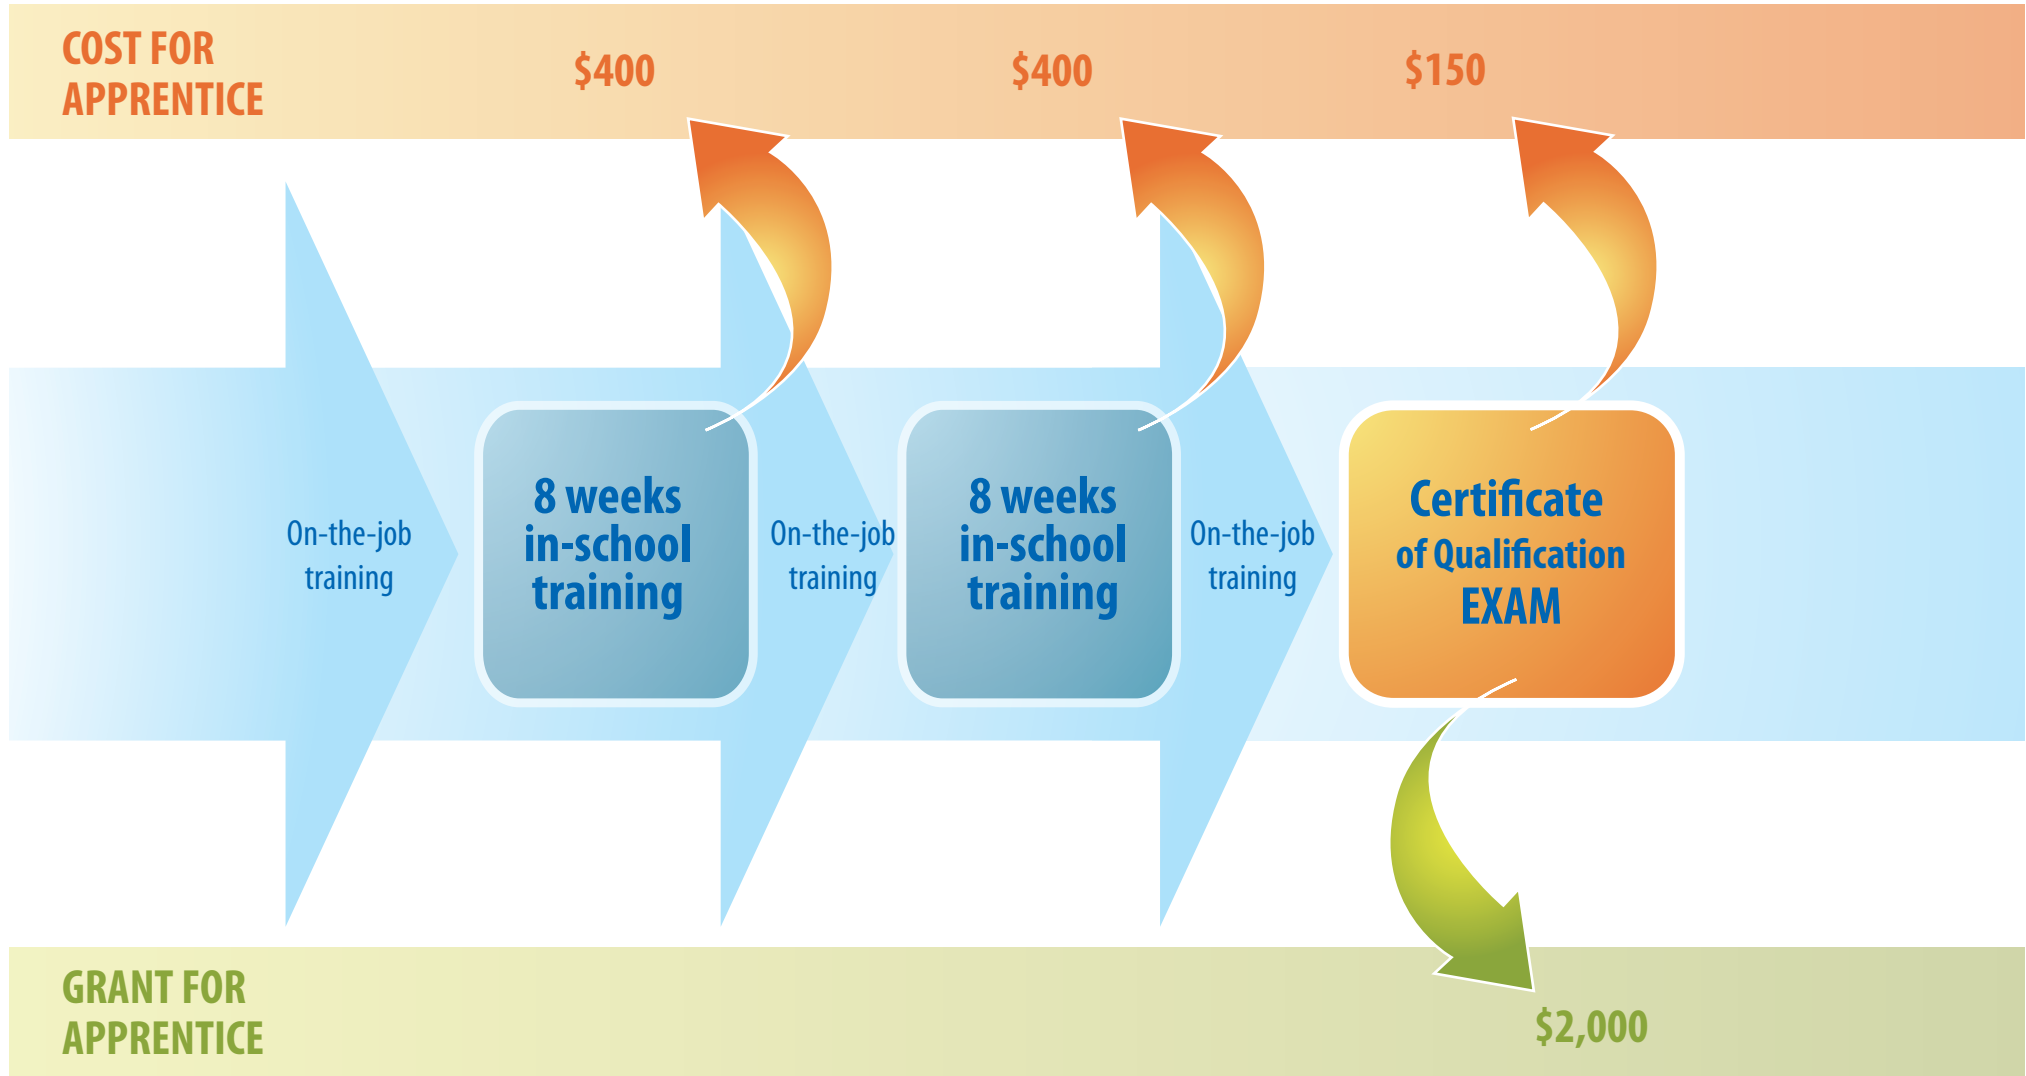 COST FOR
APPRENTICE
$400
$400
$150
On-the-job
training
8 weeks
in-school
training
On-the-job
training
8 weeks
in-school
training
On-the-job
training
Certificate
of Qualification
EXAM
GRANT FOR
APPRENTICE
$2,000